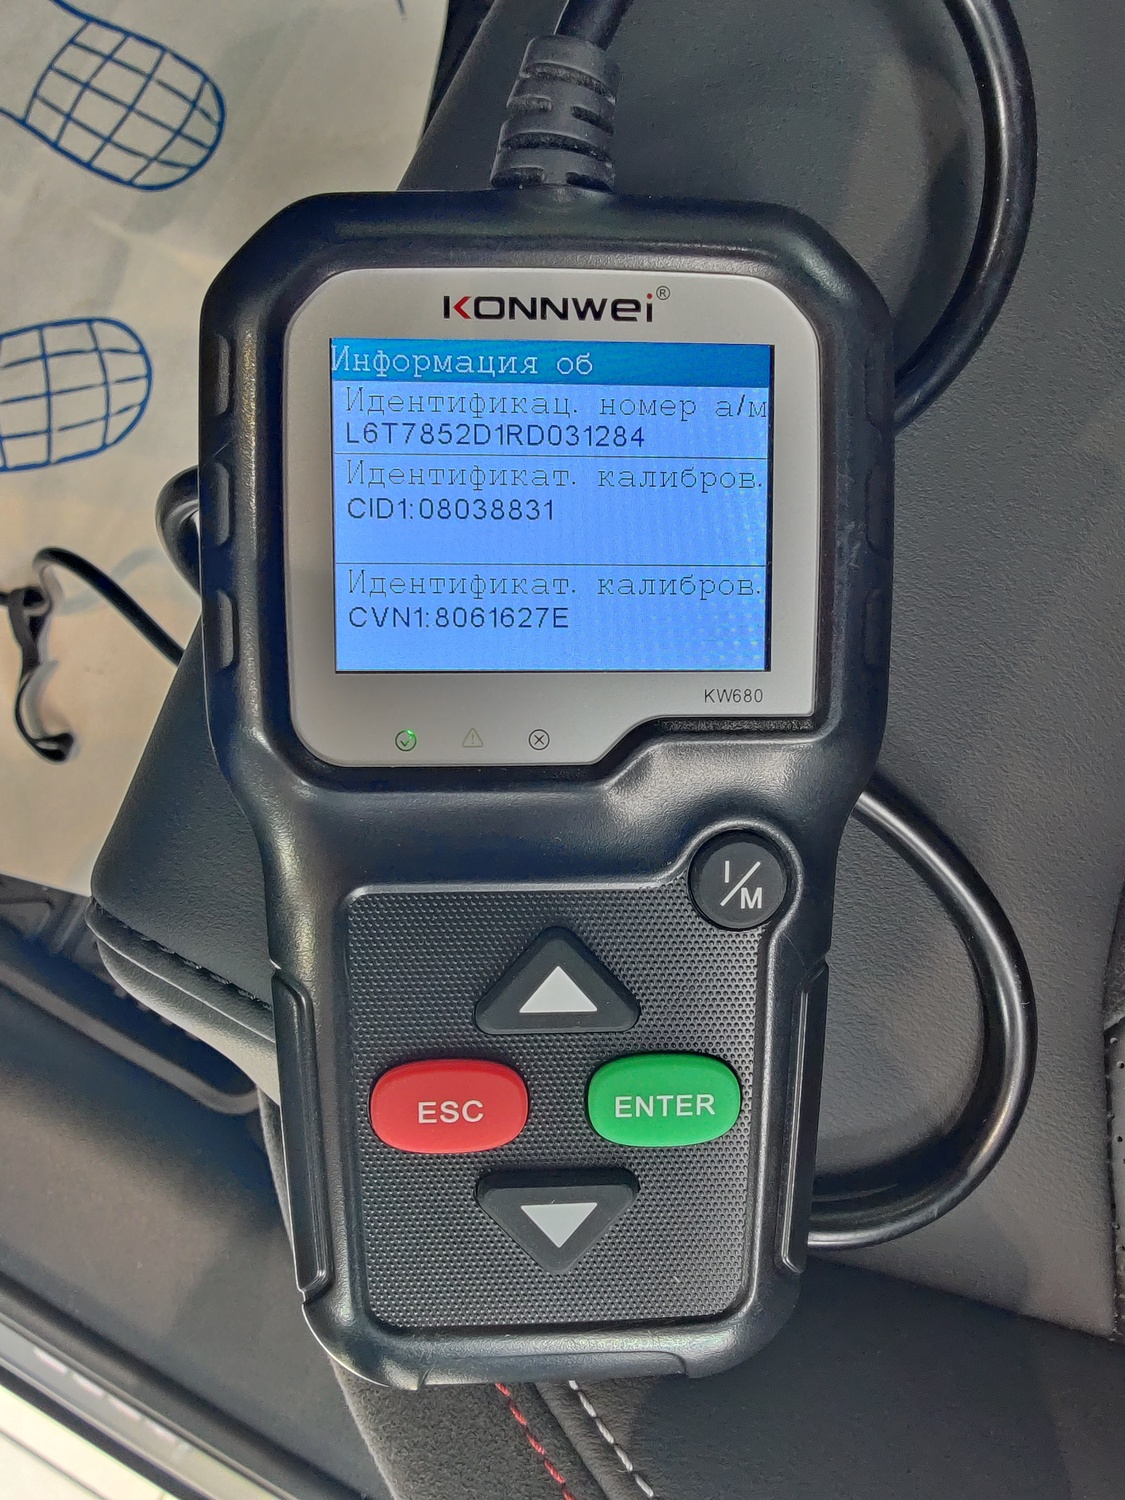 KONNWEI®
Информация об
Идентификац. номер а/м
L6T7852D1RD031284
Идентификат. калибров.
CID1:08038831
Идентификат. калибров.
CVN1:8061627E
KW680
I/M
ESC
ENTER